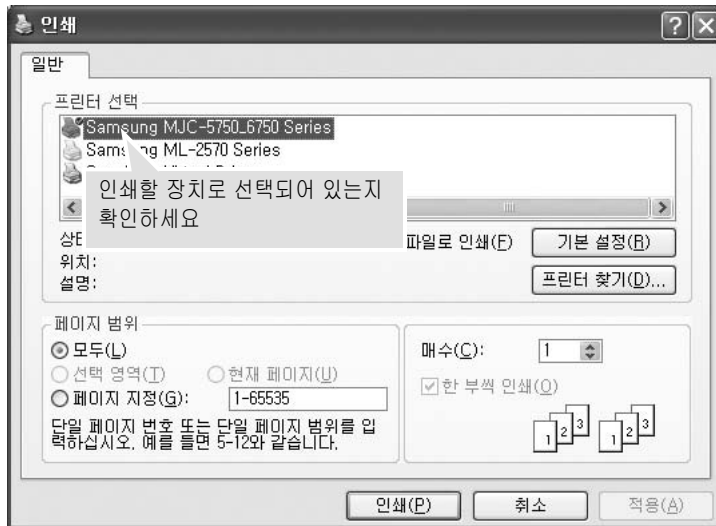 인쇄
일반
프린터 선택
Samsung MJC-5750_6750 Series
Samsung ML-2570 Series
인쇄할 장치로 선택되어 있는지
확인하세요
파일로 인쇄(F) 기본 설정(R)
위치:
설명: 프린터 찾기(D)...
페이지 범위
모두(L)
선택 영역(T) 현재 페이지(U)
페이지 지정(G): 1-65535
단일 페이지 번호 또는 단일 페이지 범위를 입
력하십시오. 예를 들면 5-12와 같습니다.
매수(C): 1
한 부씩 인쇄(O)
1 2 3 1 2 3
인쇄(P) 취소 적용(A)